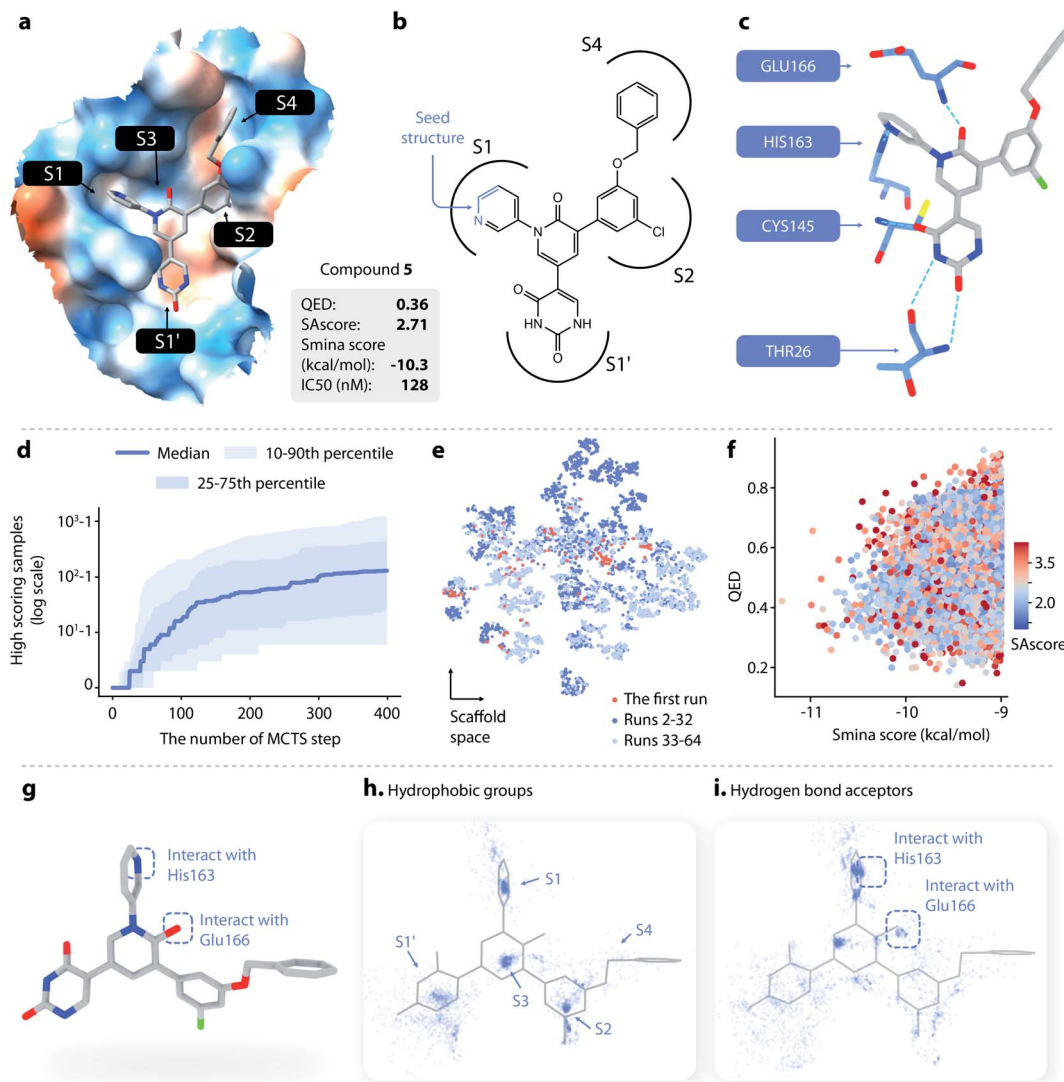 a
S3
S4
S1
S2
S1'
Compound 5
QED: 0.36
SAscore: 2.71
Smina score
(kcal/mol): -10.3
IC50 (nM): 128
b
S4
Seed
structure
S1
N
N
O
O
Cl
S2
O
HN
NH
O
S1'
c
GLU166
HIS163
CYS145
THR26
d
Median
10-90th percentile
25-75th percentile
High scoring samples
(log scale)
10³-1
10²-1
10¹-1
0
0 100 200 300 400
The number of MCTS step
e
Scaffold
space
The first run
Runs 2-32
Runs 33-64
f
QED
0.8
0.6
0.4
0.2
-11 -10 -9
Smina score (kcal/mol)
3.5
2.0
SAscore
g
Interact with
His163
Interact with
Glu166
h. Hydrophobic groups
S1
S1'
S4
S3
S2
i. Hydrogen bond acceptors
Interact with
His163
Interact with
Glu166